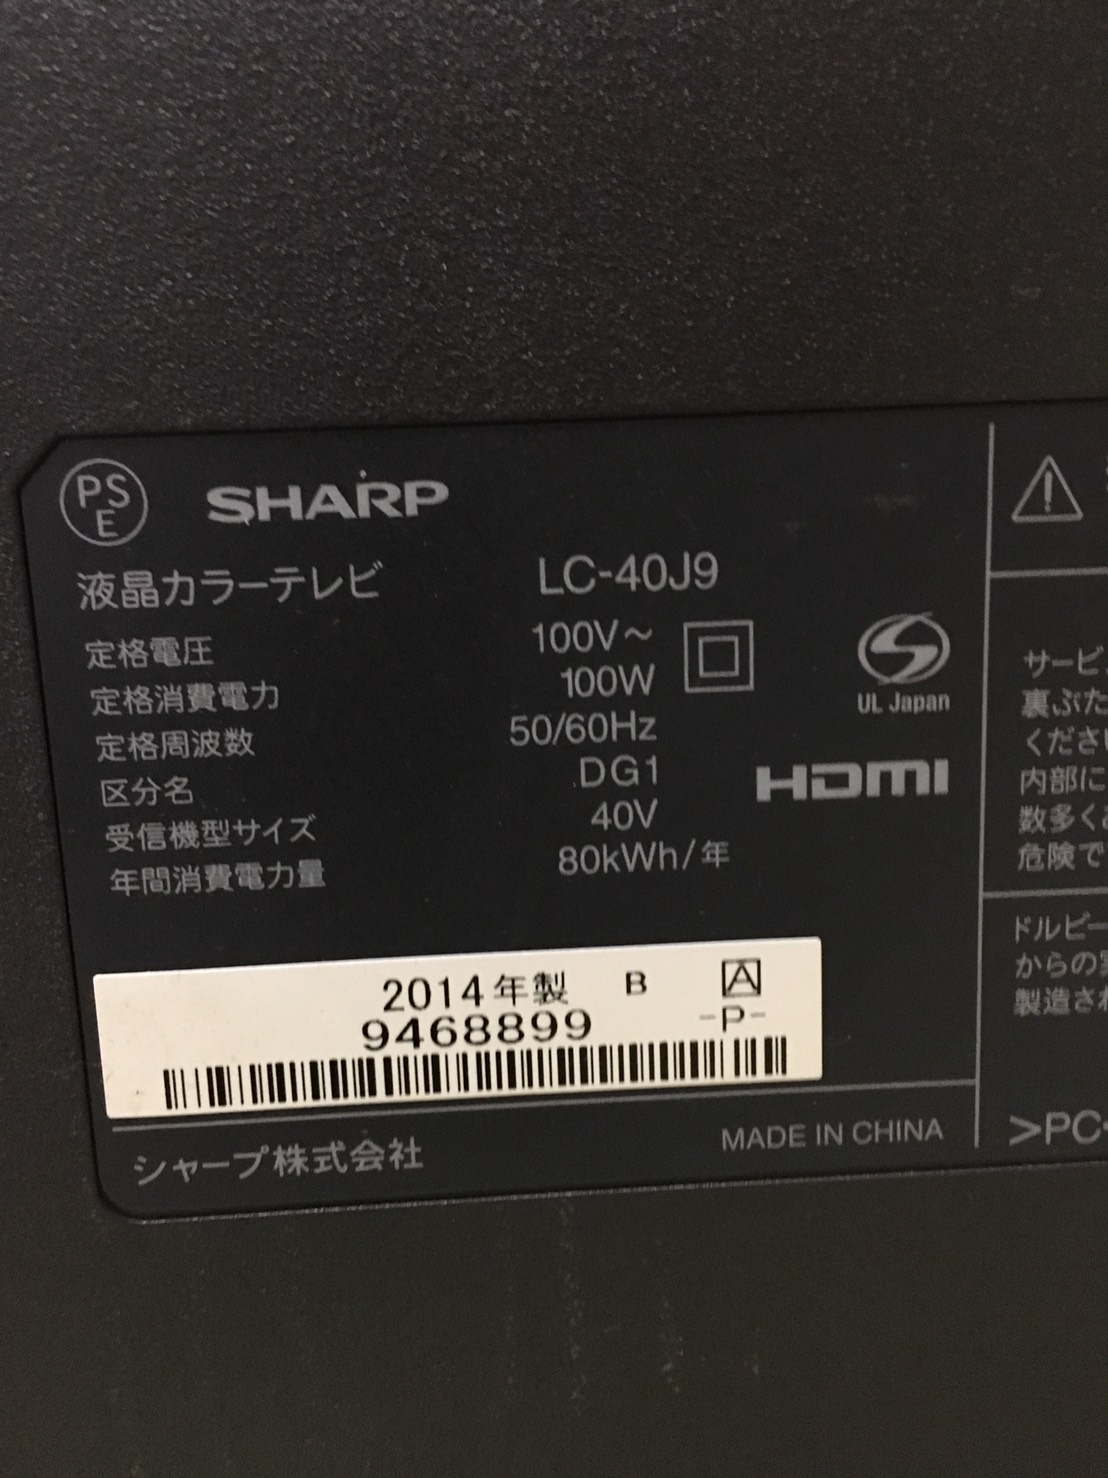 PS
E
SHARP
液晶カラーテレビ LC-40J9
定格電圧 100V～
定格消費電力 100W
定格周波数 50/60Hz
区分名 DG1
受信機型サイズ 40V
年間消費電力量 80kWh/年
UL Japan
HDMI
2014年製 B A
9468899 -P-
シャープ株式会社 MADE IN CHINA
サービ
裏ぶた
ください
内部に
数多く
危険で
ドルビー
からの実
製造され
>PC-